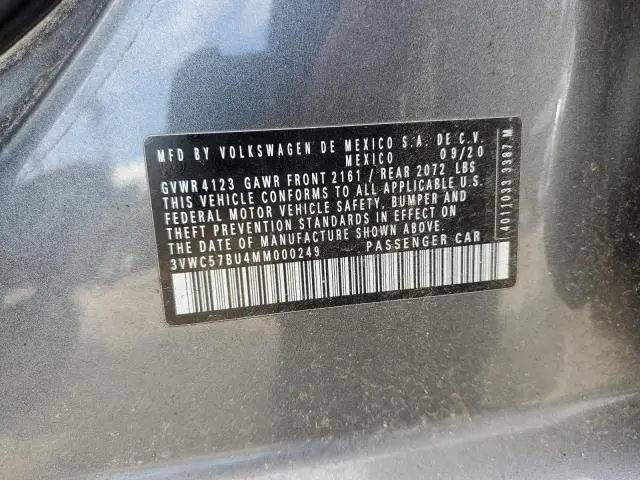 MFD BY VOLKSWAGEN DE MEXICO S.A. DE C.V.
MEXICO 09/20
GVWR 4123 GAWR FRONT 2161 / REAR 2072 LBS
THIS VEHICLE CONFORMS TO ALL APPLICABLE U.S.
FEDERAL MOTOR VEHICLE SAFETY, BUMPER AND
THEFT PREVENTION STANDARDS IN EFFECT ON
THE DATE OF MANUFACTURE SHOWN ABOVE.
3VWC57BU4MM000249 PASSENGER CAR
4011033 3387 M